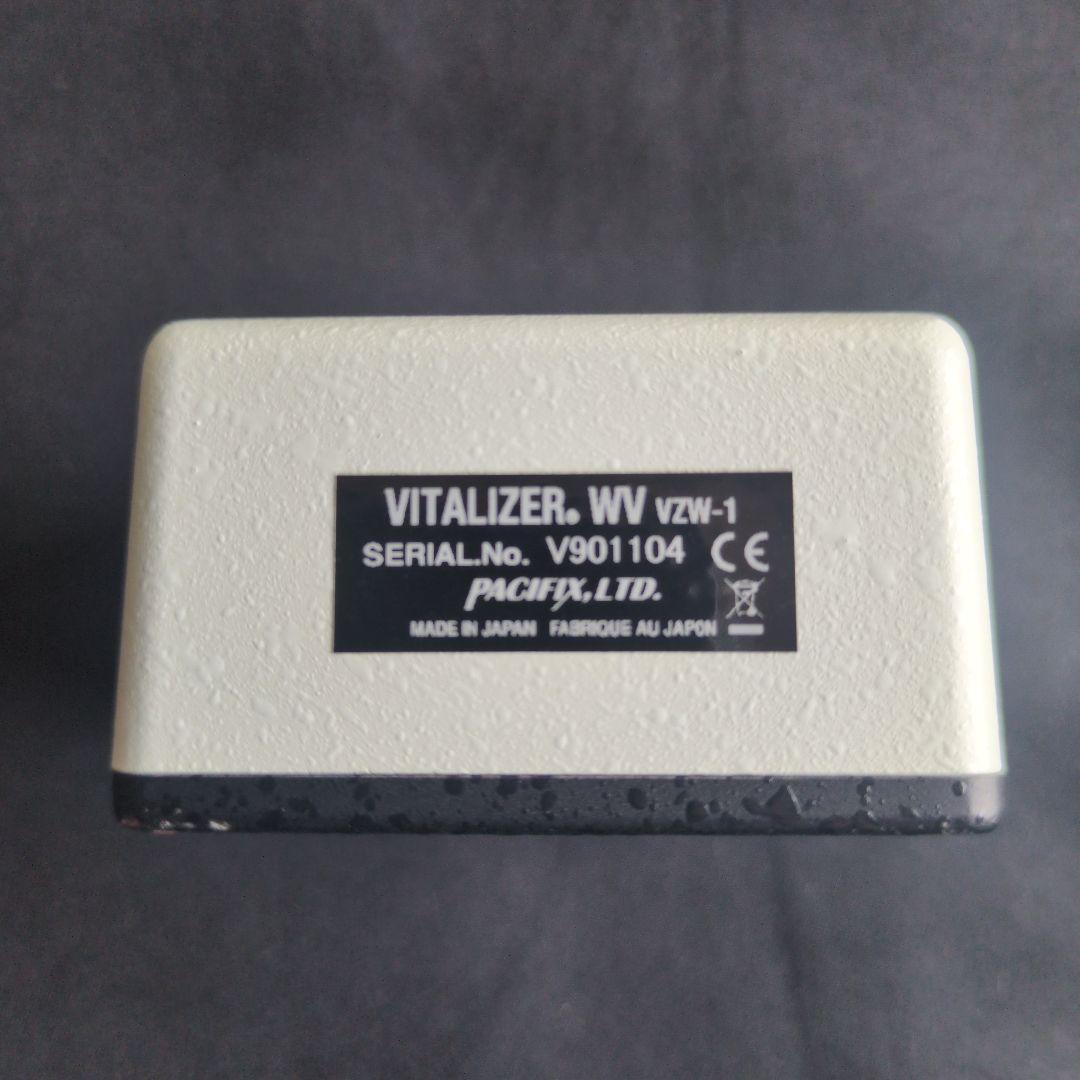 VITALIZER® WV VZW-1
SERIAL.No. V901104 CE
PACIFIX, LTD.
MADE IN JAPAN FABRIQUE AU JAPON